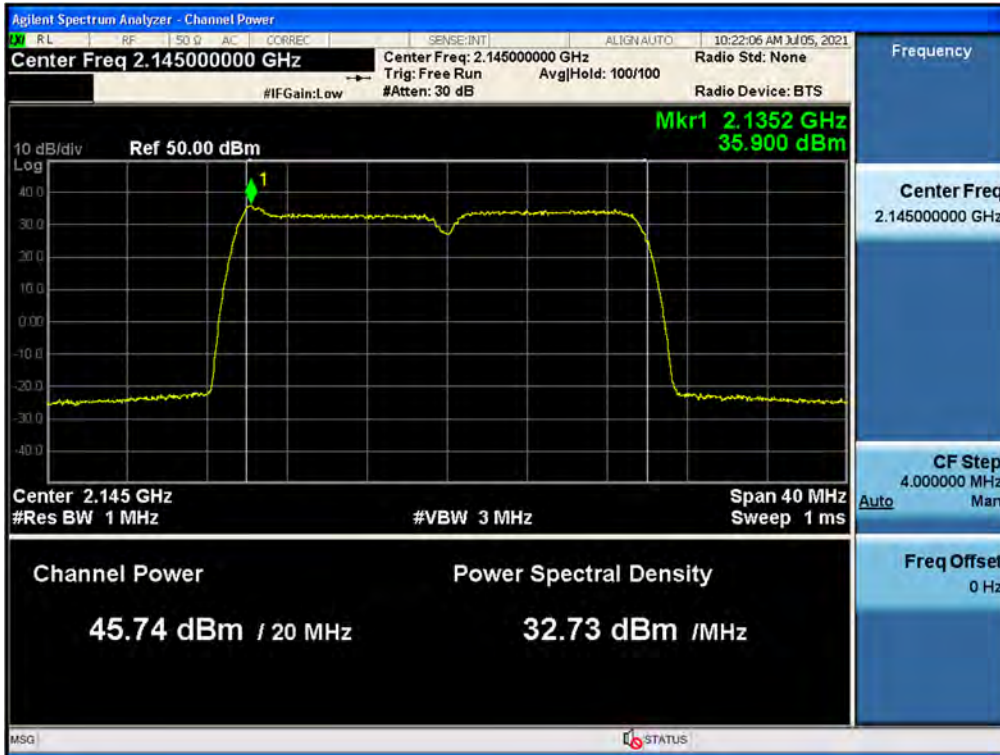 Agilent Spectrum Analyzer - Channel Power
LXI RL RF 50 Ω AC CORREC SENSE:INT ALIGN AUTO 10:22:06 AM Jul 05, 2021
Center Freq 2.145000000 GHz
Center Freq: 2.145000000 GHz
Radio Std: None
Trig: Free Run Avg|Hold: 100/100
#IFGain:Low #Atten: 30 dB
Radio Device: BTS
Mkr1 2.1352 GHz
35.900 dBm
10 dB/div Ref 50.00 dBm
Log
1
40.0
30.0
20.0
10.0
0.00
-10.0
-20.0
-30.0
-40.0
Center 2.145 GHz Span 40 MHz
#Res BW 1 MHz #VBW 3 MHz Sweep 1 ms
Channel Power
45.74 dBm / 20 MHz
Power Spectral Density
32.73 dBm /MHz
MSG STATUS
Frequency
Center Freq
2.145000000 GHz
CF Step
4.000000 MHz
Auto Man
Freq Offset
0 Hz